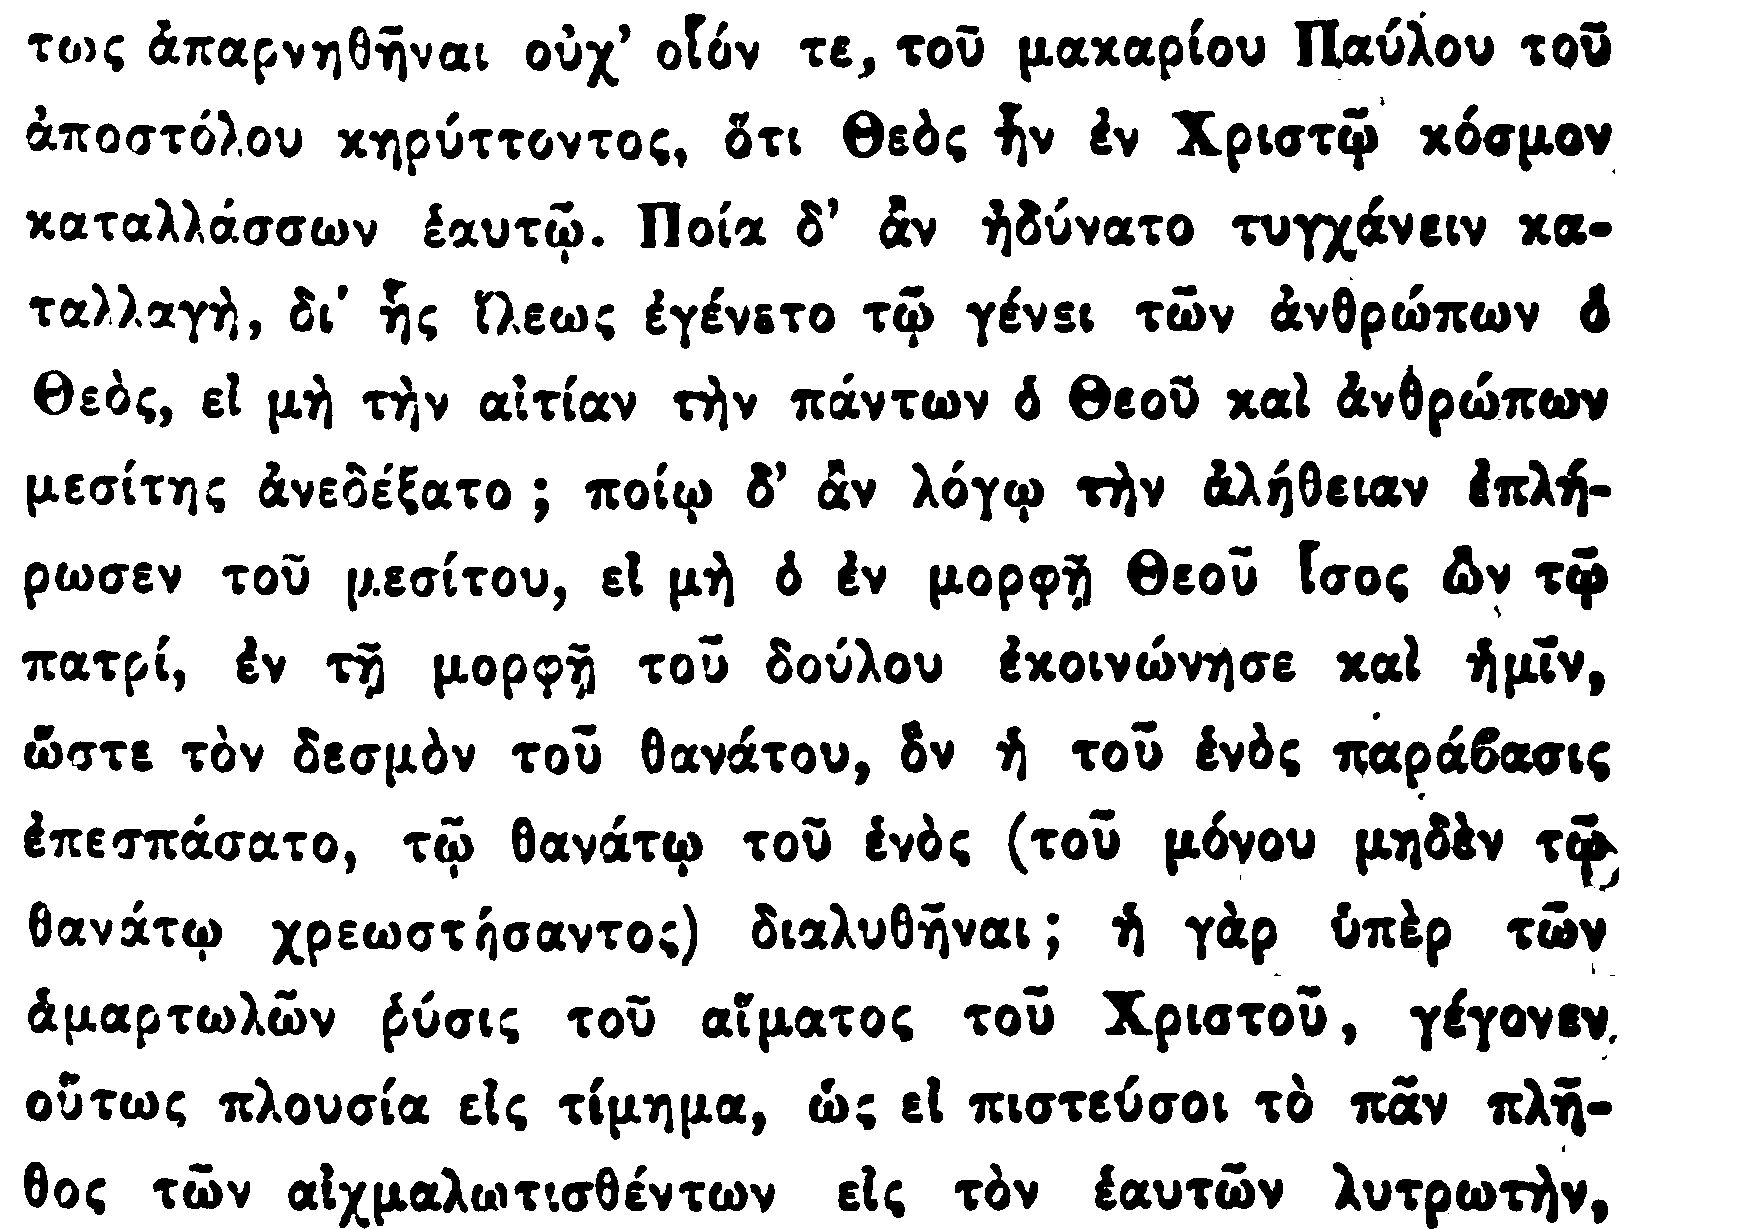 τως ἀπαρνηθῆναι οὐχ’ οἷόν τε, τοῦ μακαρίου Παύλου τοῦ
ἀποστόλου κηρύττοντος, ὅτι Θεὸς ἦν ἐν Χριστῷ κόσμον
καταλλάσσων ἑαυτῷ. Ποία δ’ ἂν ἠδύνατο τυγχάνειν κα-
ταλλαγὴ, δι’ ἧς ἵλεως ἐγένετο τῷ γένει τῶν ἀνθρώπων ὁ
Θεὸς, εἰ μὴ τὴν αἰτίαν τὴν πάντων ὁ Θεοῦ καὶ ἀνθρώπων
μεσίτης ἀνεδέξατο ; ποίῳ δ’ ἂν λόγῳ τὴν ἀλήθειαν ἐπλή-
ρωσεν τοῦ μεσίτου, εἰ μὴ ὁ ἐν μορφῇ Θεοῦ ἴσος ὢν τῷ
πατρί, ἐν τῇ μορφῇ τοῦ δούλου ἐκοινώνησε καὶ ἡμῖν,
ὥστε τὸν δεσμὸν τοῦ θανάτου, ὃν ἡ τοῦ ἑνὸς παράϐασις
ἐπεσπάσατο, τῷ θανάτῳ τοῦ ἑνὸς (τοῦ μόνου μηδὲν τῷ
θανάτῳ χρεωστήσαντος) διαλυθῆναι ; ἡ γὰρ ὑπὲρ τῶν
ἁμαρτωλῶν ῥύσις τοῦ αἵματος τοῦ Χριστοῦ, γέγονεν
οὕτως πλουσία εἰς τίμημα, ὡς εἰ πιστεύσοι τὸ πᾶν πλῆ-
θος τῶν αἰχμαλωτισθέντων εἰς τὸν ἑαυτῶν λυτρωτὴν,